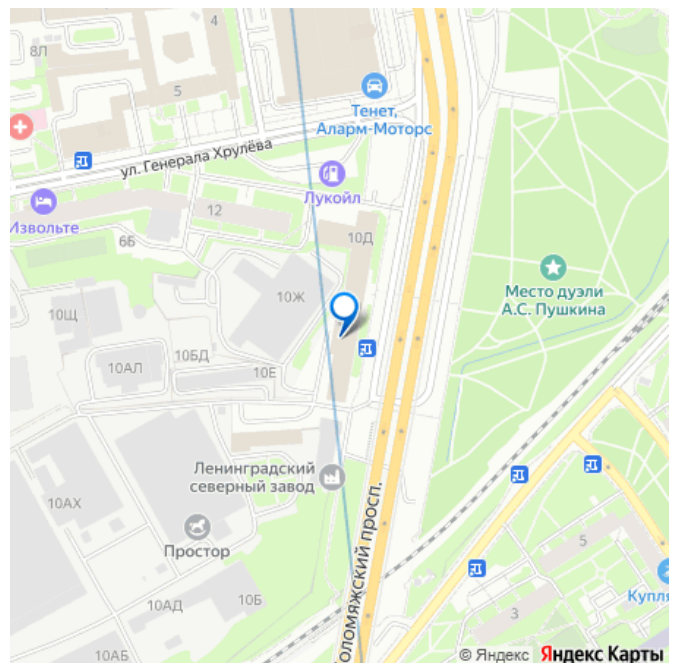 4
8Л
5
Тенет,
Аларм-Моторс
ул. Генерала Хрулёва
Лукойл
Извольте
12
6Б
10Д
10Ж
Место дуэли
А.С. Пушкина
10Щ
10БД
10АЛ
10Е
Ленинградский
северный завод
10АХ
Простор
5
10АД
10Б
Коломяжский просп.
Купля
3
10АБ
© Яндекс Яндекс Карты